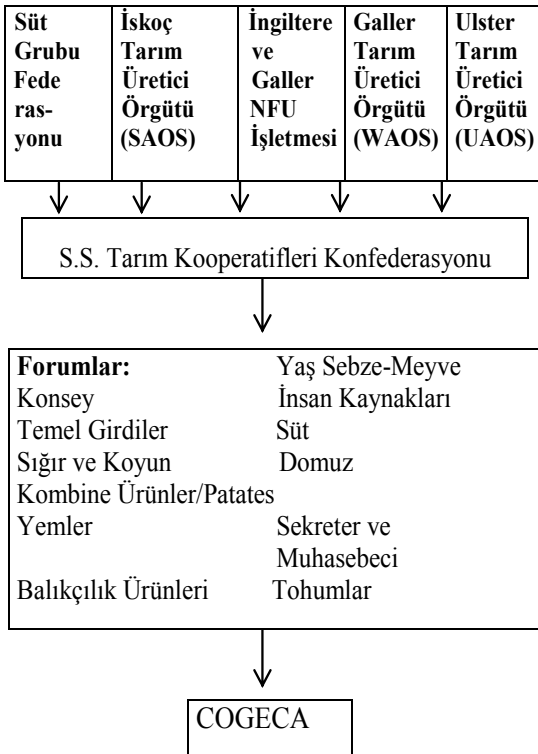 Süt
Grubu
Fede
ras-
yonu
İskoç
Tarım
Üretici
Örgütü
(SAOS)
İngiltere
ve
Galler
NFU
İşletmesi
Galler
Tarım
Üretici
Örgütü
(WAOS)
Ulster
Tarım
Üretici
Örgütü
(UAOS)
S.S. Tarım Kooperatifleri Konfederasyonu
Forumlar: Yaş Sebze-Meyve
Konsey İnsan Kaynakları
Temel Girdiler Süt
Sığır ve Koyun Domuz
Kombine Ürünler/Patates
Yemler Sekreter ve
Muhasebeci
Balıkçılık Ürünleri Tohumlar
COGECA